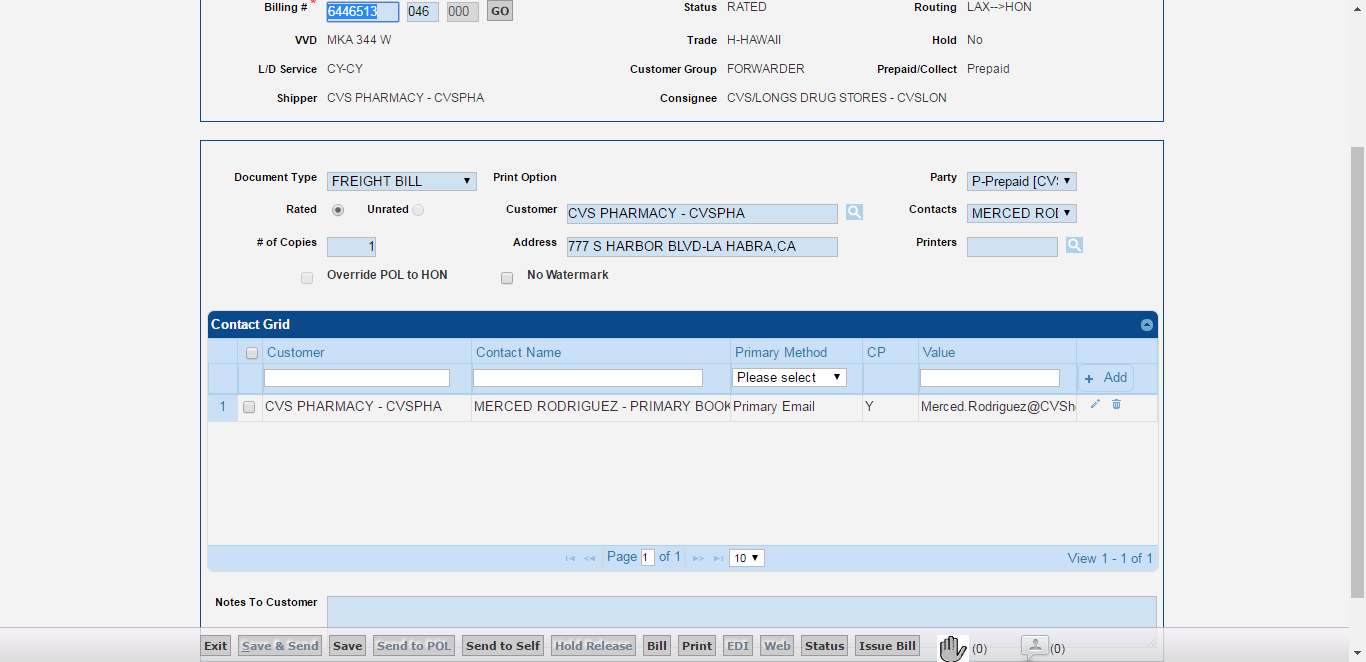 Billing # * 6446513 046 000 GO Status RATED Routing LAX-->HON
VVD MKA 344 W Trade H-HAWAII Hold No
L/D Service CY-CY Customer Group FORWARDER Prepaid/Collect Prepaid
Shipper CVS PHARMACY - CVSPHA Consignee CVS/LONGS DRUG STORES - CVSLON
Document Type FREIGHT BILL Print Option Party P-Prepaid [CVS
Rated Unrated Customer CVS PHARMACY - CVSPHA Contacts MERCED ROD
# of Copies 1 Address 777 S HARBOR BLVD-LA HABRA,CA Printers
Override POL to HON No Watermark
Contact Grid
Customer Contact Name Primary Method CP Value
Please select + Add
1 CVS PHARMACY - CVSPHA MERCED RODRIGUEZ - PRIMARY BOOK Primary Email Y Merced.Rodriguez@CVShe
Page 1 of 1 10 View 1 - 1 of 1
Notes To Customer
Exit Save & Send Save Send to POL Send to Self Hold Release Bill Print EDI Web Status Issue Bill (0) (0)